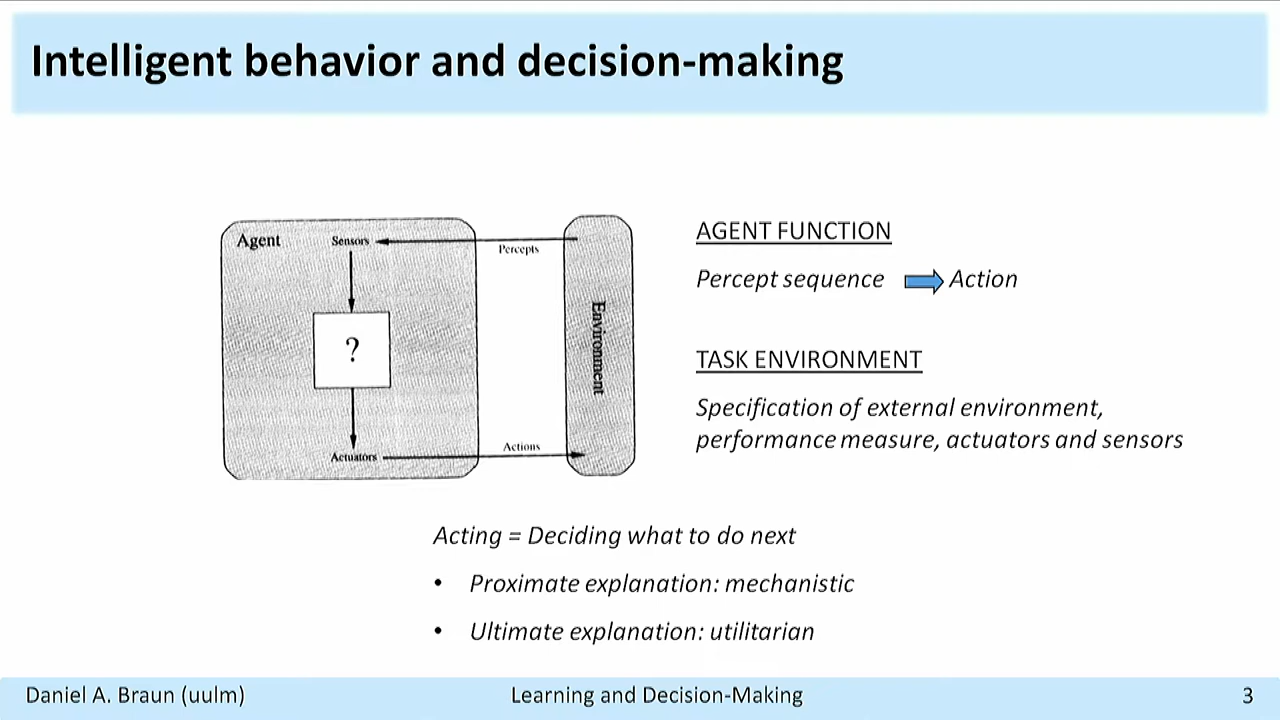 Intelligent behavior and decision-making
Agent
Sensors
Percepts
?
Environment
Actions
Actuators
AGENT FUNCTION
Percept sequence Action
TASK ENVIRONMENT
Specification of external environment,
performance measure, actuators and sensors
Acting = Deciding what to do next
• Proximate explanation: mechanistic
• Ultimate explanation: utilitarian
Daniel A. Braun (uulm)
Learning and Decision-Making
3